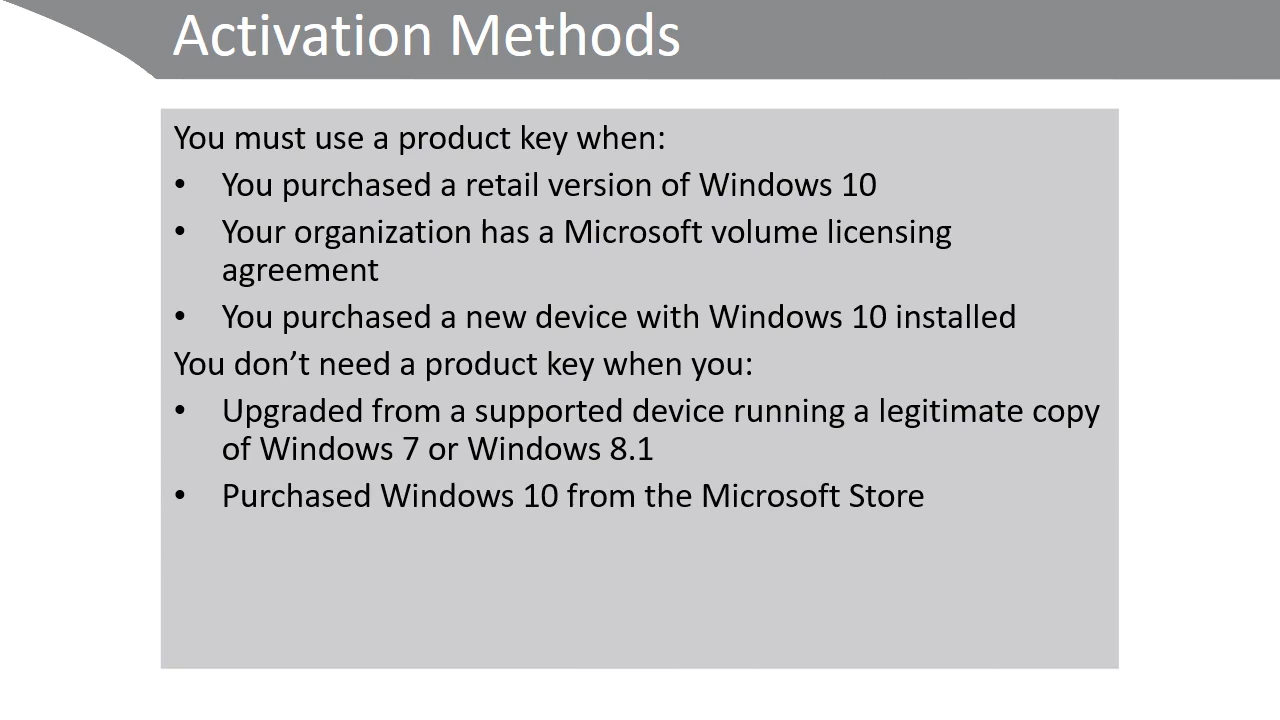 Activation Methods
You must use a product key when:
• You purchased a retail version of Windows 10
• Your organization has a Microsoft volume licensing
agreement
• You purchased a new device with Windows 10 installed
You don’t need a product key when you:
• Upgraded from a supported device running a legitimate copy
of Windows 7 or Windows 8.1
• Purchased Windows 10 from the Microsoft Store